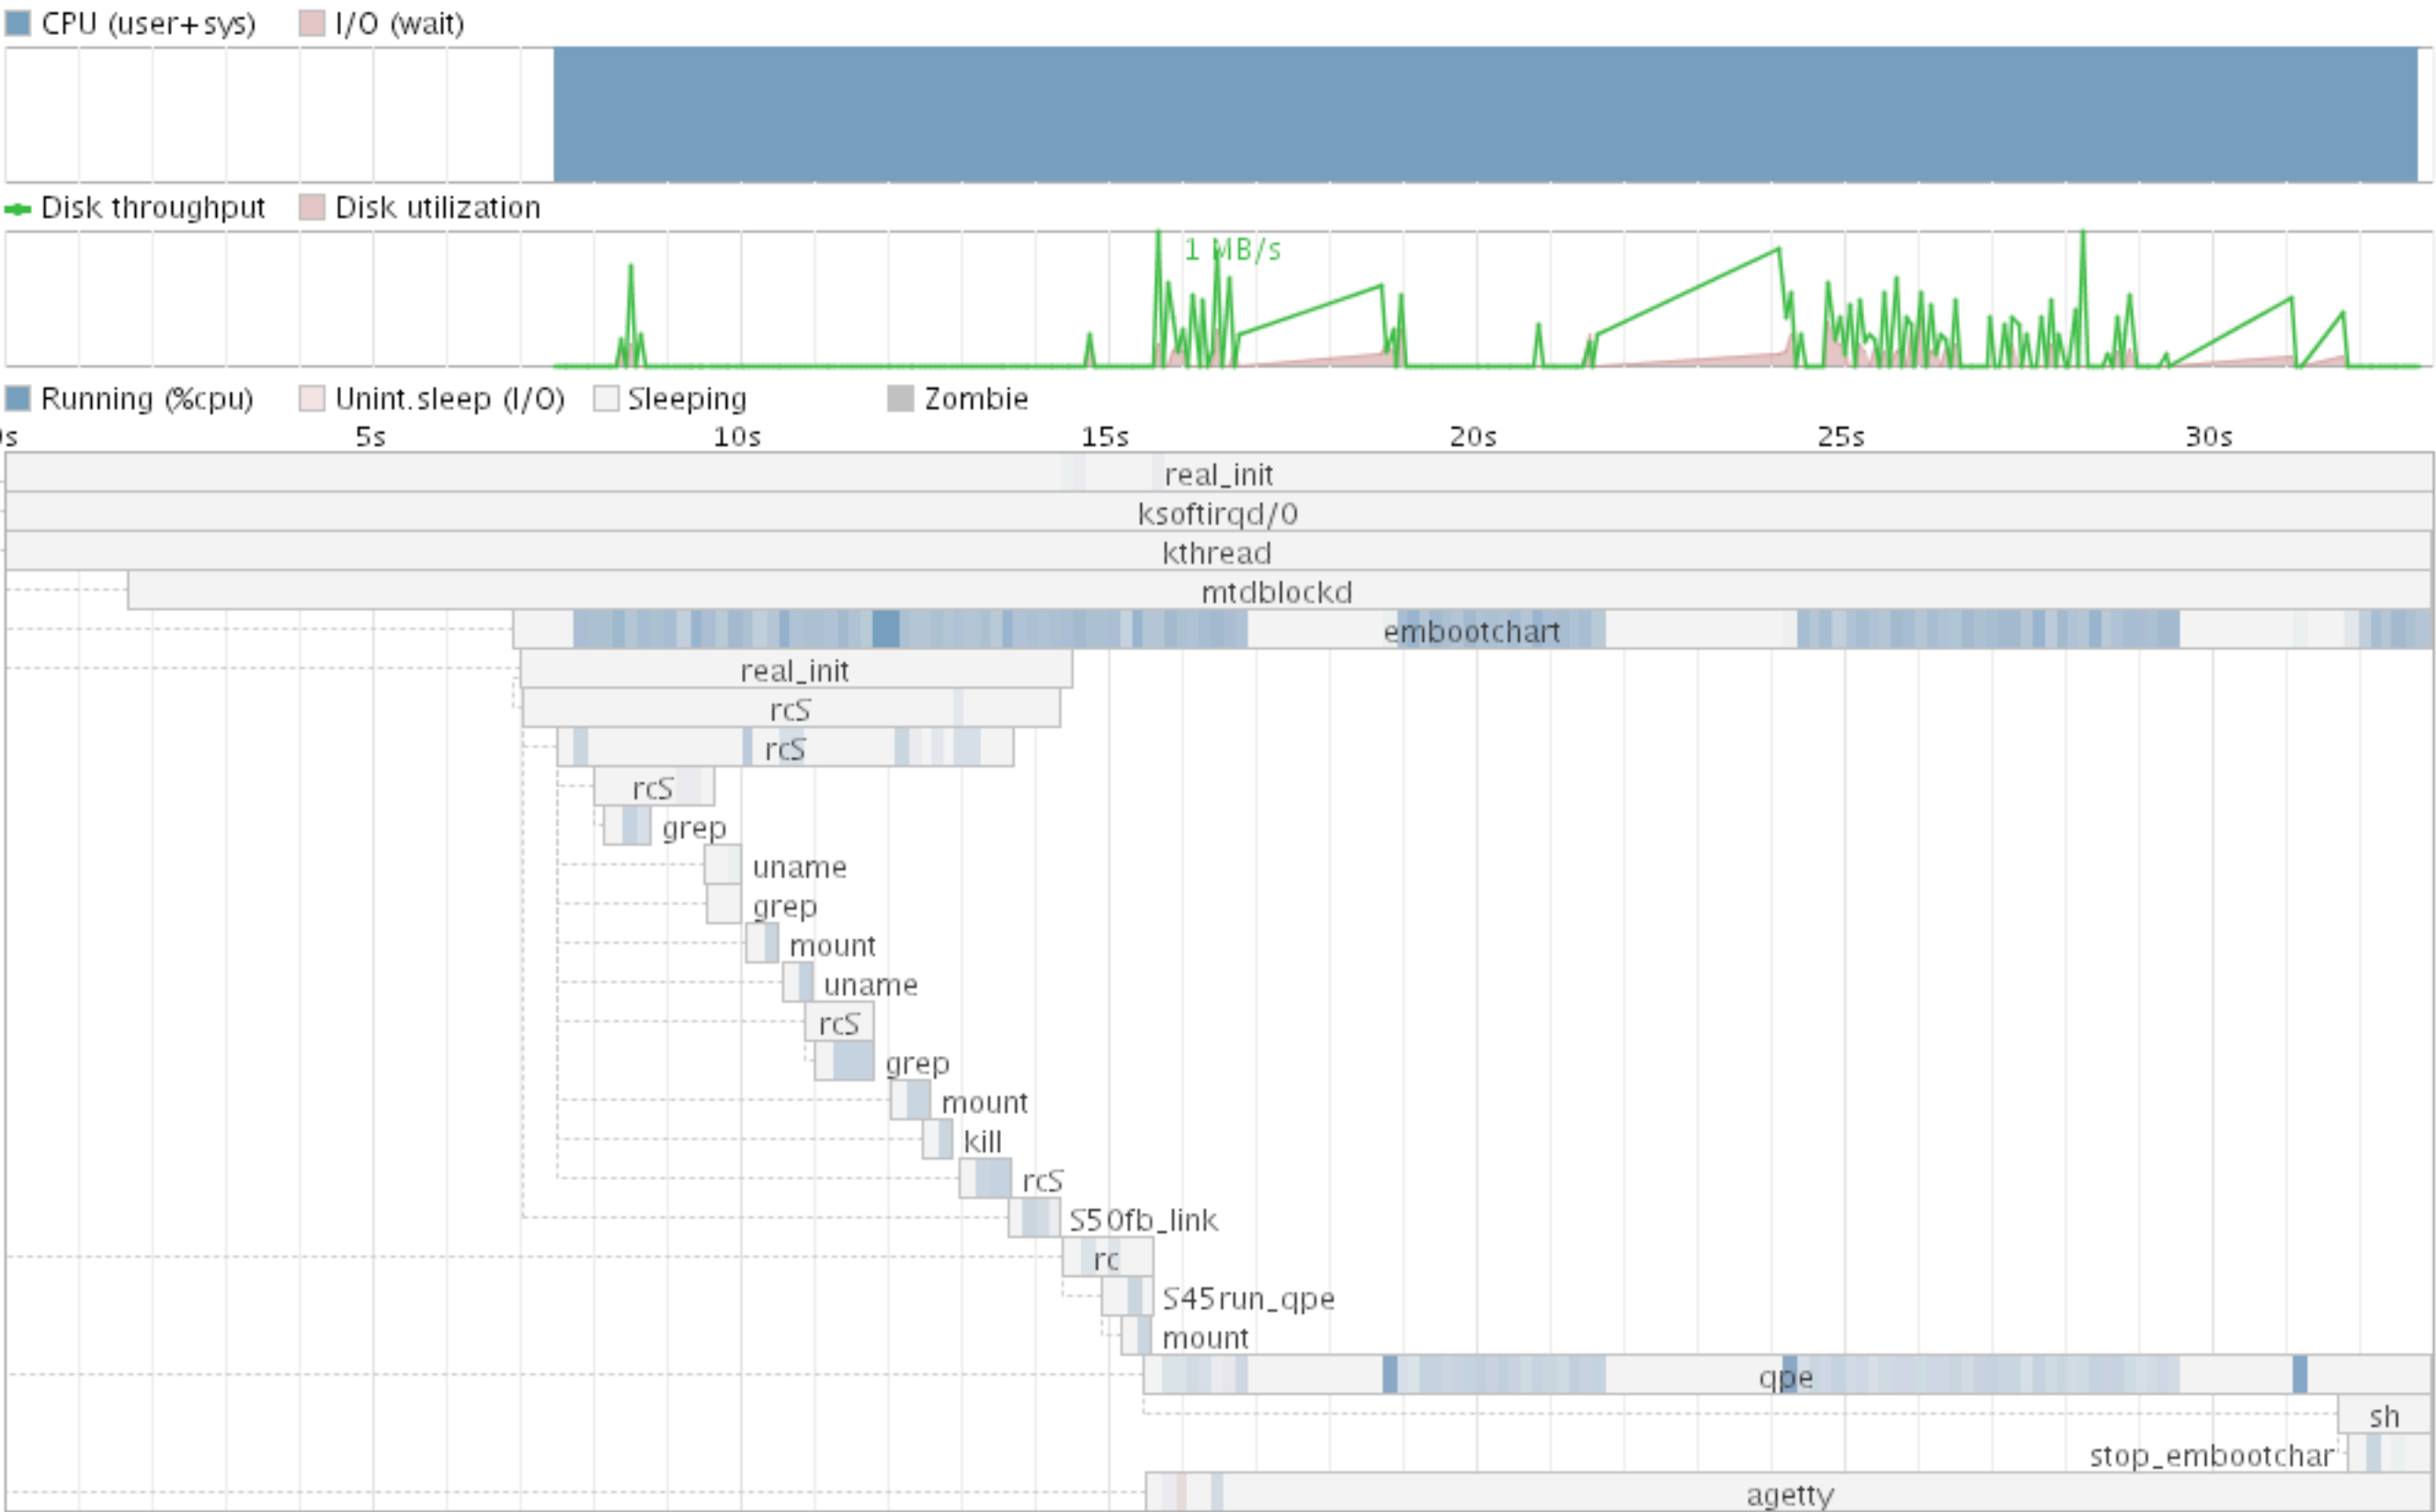 CPU (user+sys) I/O (wait)
Disk throughput Disk utilization
1 MB/s
Running (%cpu) Unint.sleep (I/O) Sleeping Zombie
0s 5s 10s 15s 20s 25s 30s
real_init
ksoftirqd/0
kthread
mtdblockd
embootchart
real_init
rcS
rcS
rcS
grep
uname
grep
mount
uname
rcS
grep
mount
kill
rcS
S50fb_link
rc
S45run_qpe
mount
qpe
sh
stop_embootchar
agetty